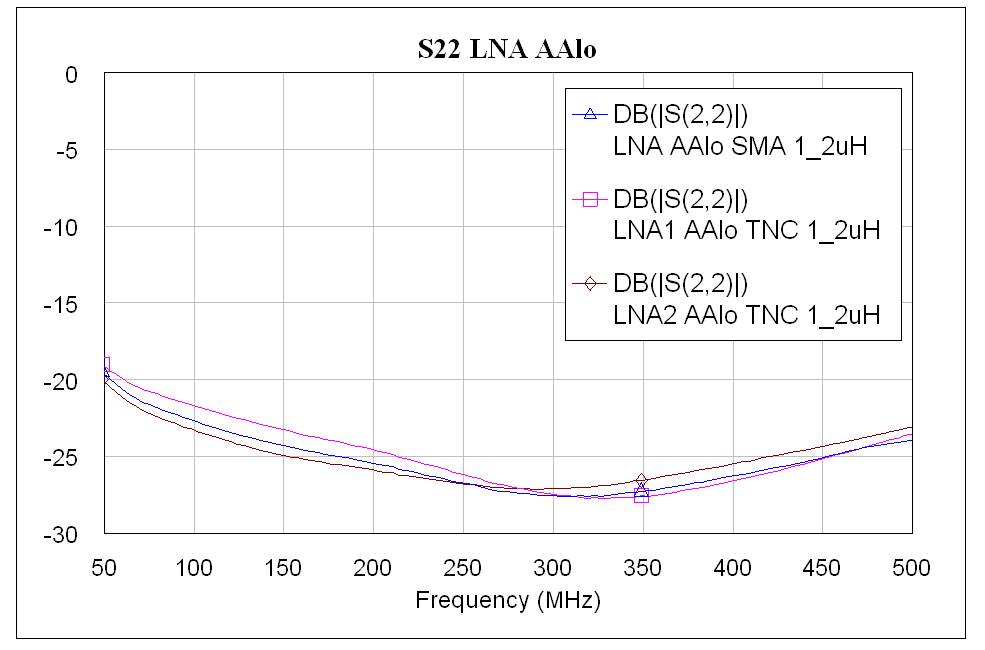 S22 LNA AAlo
0
-5
-10
-15
-20
-25
-30
DB(|S(2,2)|)
LNA AAlo SMA 1_2uH
DB(|S(2,2)|)
LNA1 AAlo TNC 1_2uH
DB(|S(2,2)|)
LNA2 AAlo TNC 1_2uH
50 100 150 200 250 300 350 400 450 500
Frequency (MHz)